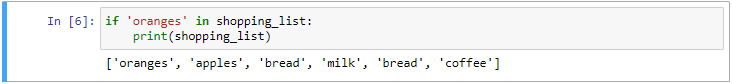 In [6]: if 'oranges' in shopping_list:
    print(shopping_list)
['oranges', 'apples', 'bread', 'milk', 'bread', 'coffee']